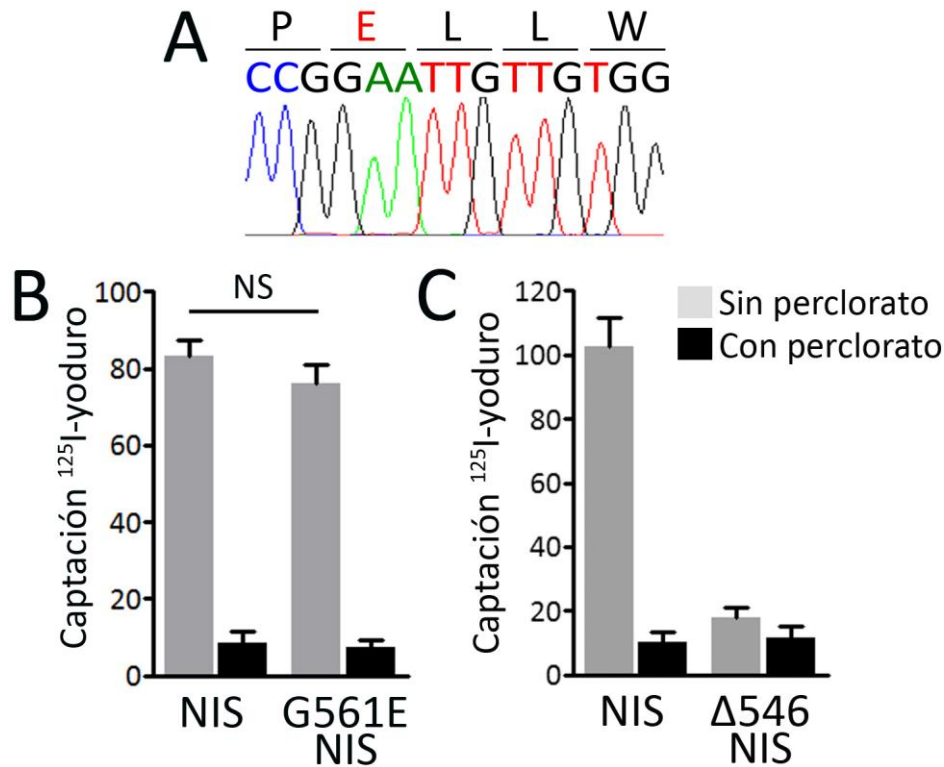 A
P E L L W
CCGGAATTGTTGTGG
B
Captación ¹²⁵I-yoduro
100
80
60
40
20
0
NS
NIS
G561E
NIS
C
Captación ¹²⁵I-yoduro
120
100
80
60
40
20
0
Sin perclorato
Con perclorato
NIS
Δ546
NIS